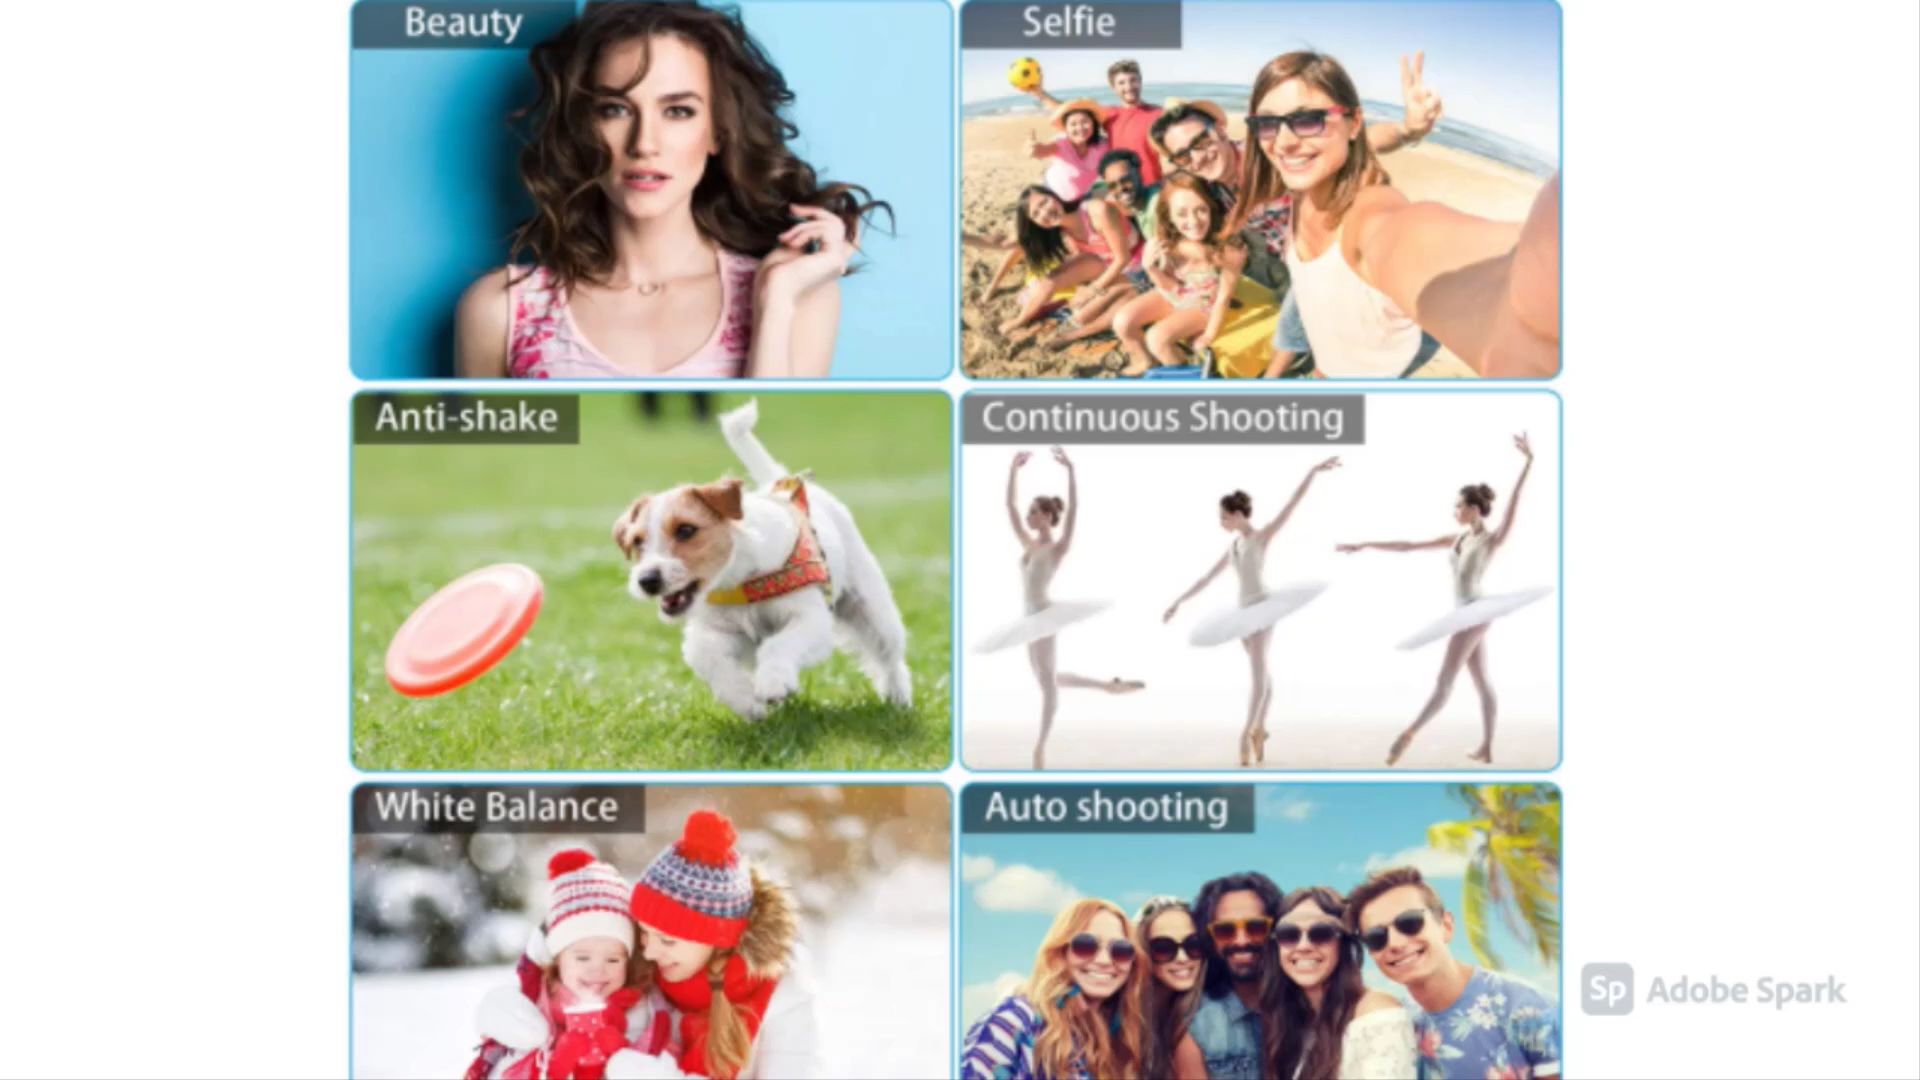 Beauty
Selfie
Anti-shake
Continuous Shooting
White Balance
Auto shooting
Sp Adobe Spark